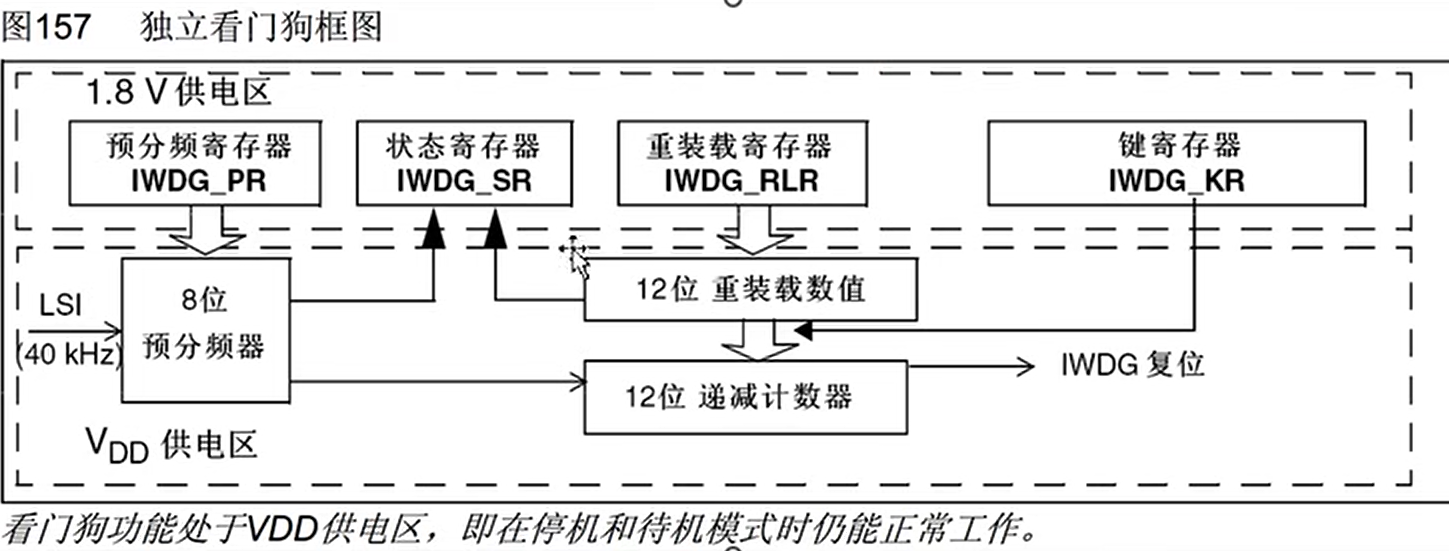 图157 独立看门狗框图
1.8 V 供电区
预分频寄存器
IWDG_PR
状态寄存器
IWDG_SR
重装载寄存器
IWDG_RLR
键寄存器
IWDG_KR
LSI
(40 kHz)
8位
预分频器
12位 重装载数值
12位 递减计数器
IWDG 复位
VDD 供电区
看门狗功能处于VDD供电区，即在停机和待机模式时仍能正常工作。